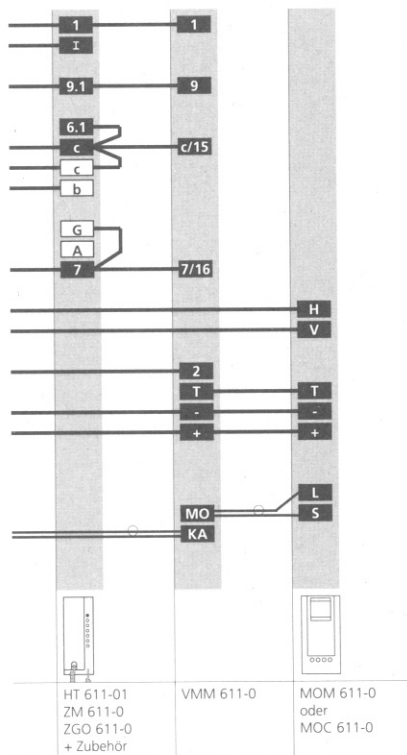 1 1
I
9.1 9
6.1
c c/15
c
b
G
A
7 7/16
H
V
2
T T
- -
+ +
L
MO S
KA
HT 611-01 VMM 611-0 MOM 611-0
ZM 611-0 oder
ZGO 611-0 MOC 611-0
+ Zubehör